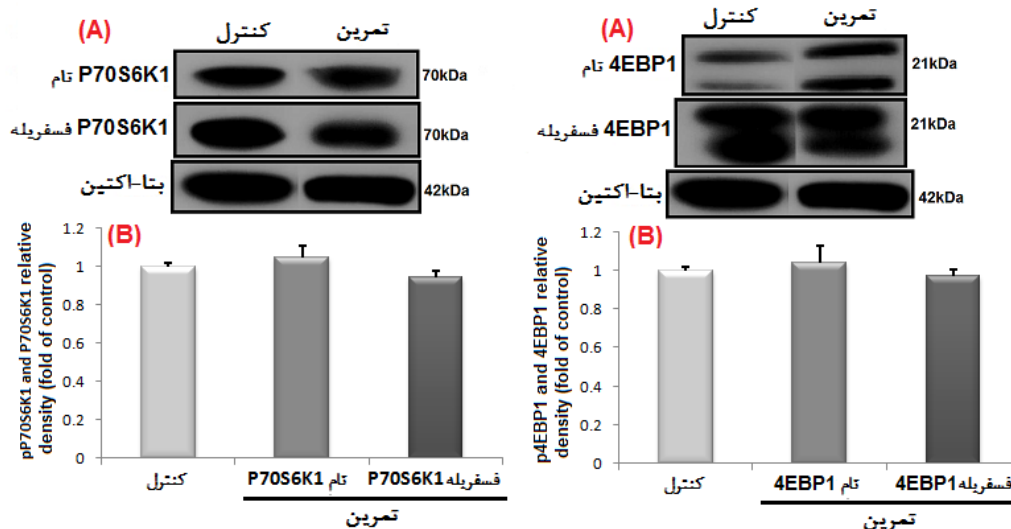 (A)
کنترل تمرین
P70S6K1 تام 70kDa
P70S6K1 فسفریله 70kDa
بتا-اکتین 42kDa
(B)
pP70S6K1 and P70S6K1 relative
density (fold of control)
1.2
1
0.8
0.6
0.4
0.2
0
کنترل
P70S6K1 تام
P70S6K1 فسفریله
تمرین
(A)
کنترل تمرین
4EBP1 تام 21kDa
4EBP1 فسفریله 21kDa
بتا-اکتین 42kDa
(B)
p4EBP1 and 4EBP1 relative
density (fold of control)
1.2
1
0.8
0.6
0.4
0.2
0
کنترل
4EBP1 تام
4EBP1 فسفریله
تمرین